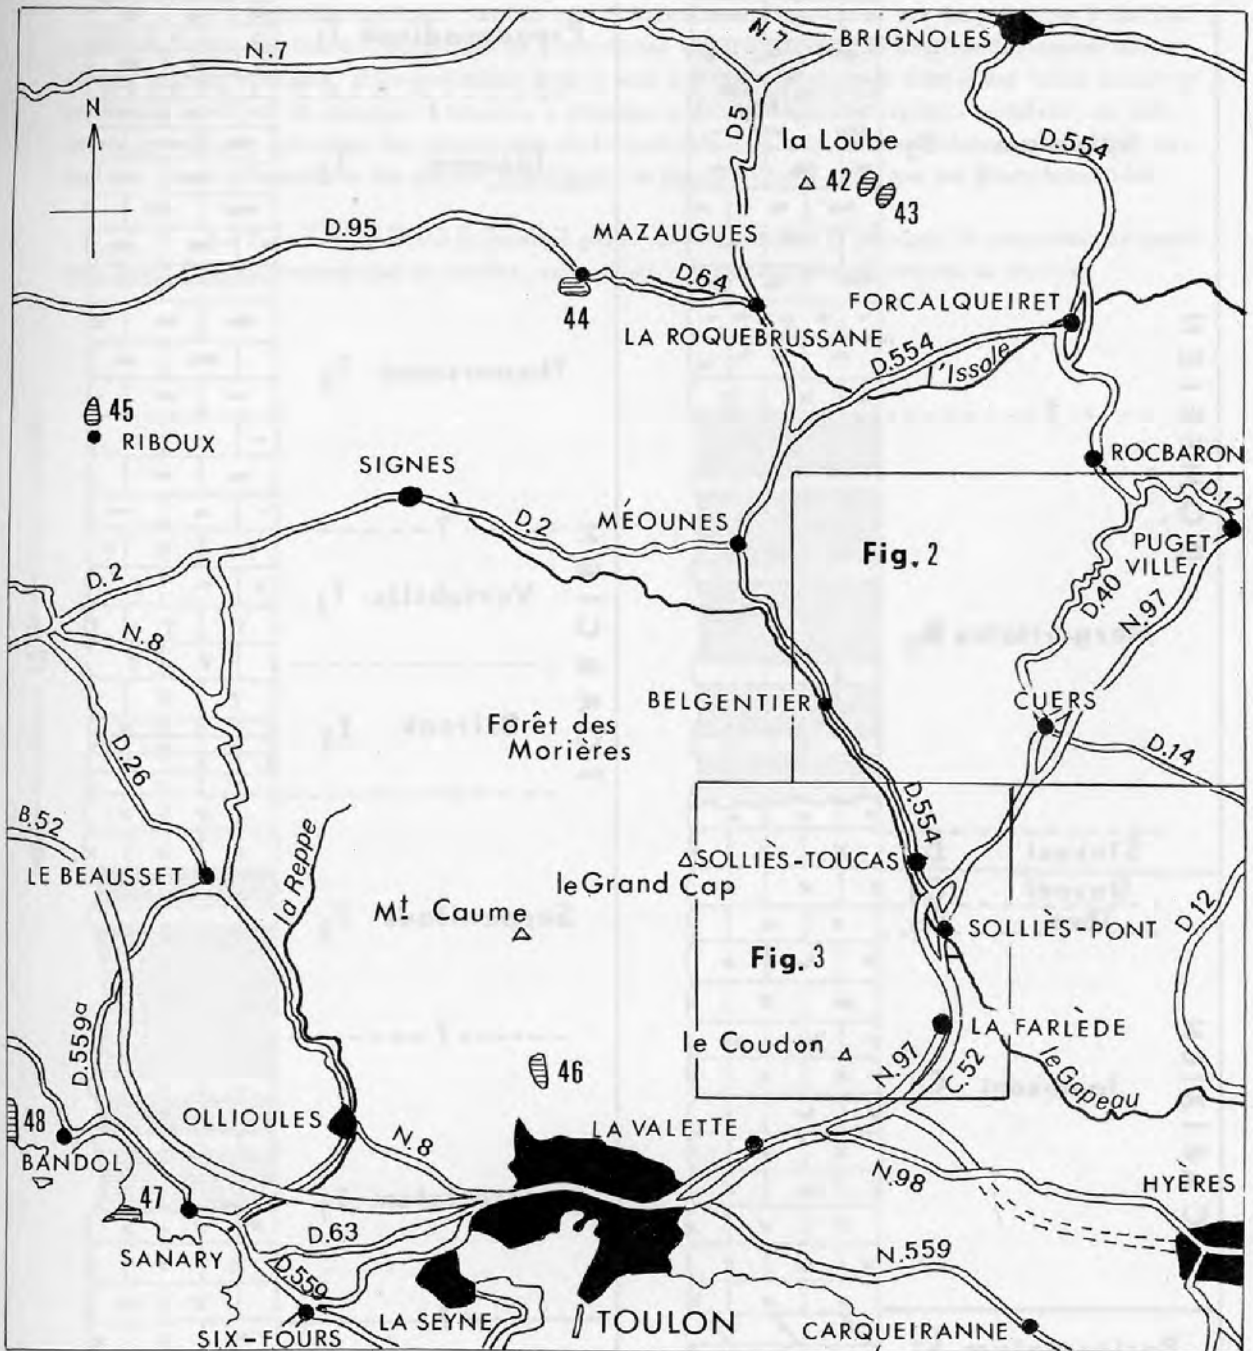 N.7
N.7
BRIGNOLES
N
D5
la Loube
D.554
42
43
D.95
MAZAUGUES
D.64
44
FORCALQUEIRET
LA ROQUEBRUSSANE
D.554
l'Issole
45
RIBOUX
SIGNES
ROCBARON
D.12
D.2
MÉOUNES
Fig. 2
PUGET
VILLE
D.2
N.8
D.40
N.97
BELGENTIER
CUERS
Forêt des
Morières
D.26
D.14
B.52
D.554
la Reppe
LE BEAUSSET
SOLLIÈS-TOUCAS
le Grand Cap
Mt Caume
D.12
SOLLIÈS-PONT
Fig. 3
D.559a
LA FARLÈDE
le Coudon
46
N.97
C.52
le Gapeau
48
OLLIOULES
LA VALETTE
N.8
BANDOL
N.98
HYÈRES
47
D.63
SANARY
N.559
D.559
LA SEYNE
TOULON
SIX-FOURS
CARQUEIRANNE